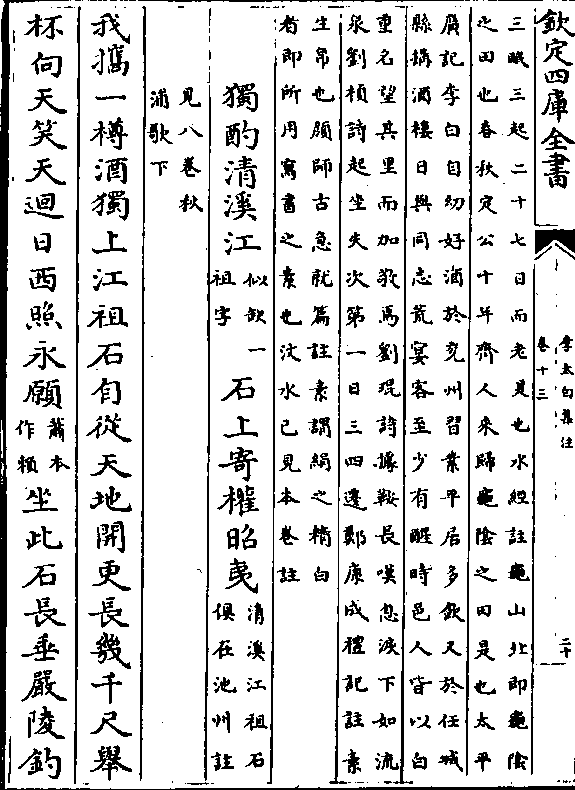 欽定四庫全書
李太白集注
卷十三
二十
三眠三起二十七日而老是也水經註龜山北即龜陰
之田也春秋定公十年齊人來歸龜陰之田是也太平
廣記李白自幼好酒於兖州習業平居多飲又於任城
縣搆酒樓日與同志荒宴客至少有醒時邑人皆以白
重名望其里而加敬焉劉琨詩據鞍長嘆息淚下如流
泉劉楨詩起坐失次第一日三四遷鄭康成禮記註素
生帛也顔師古急就篇註素謂絹之精白
者即所用寫書之素也汶水已見本卷註
獨酌清溪江似缺一祖字石上寄權昭夷清溪江祖石俱在池州註
見八卷秋浦歌下
我攜一樽酒獨上江祖石自從天地開更長幾千尺舉
杯向天笑天迴日西照永願蕭本作頼坐此石長垂嚴陵釣